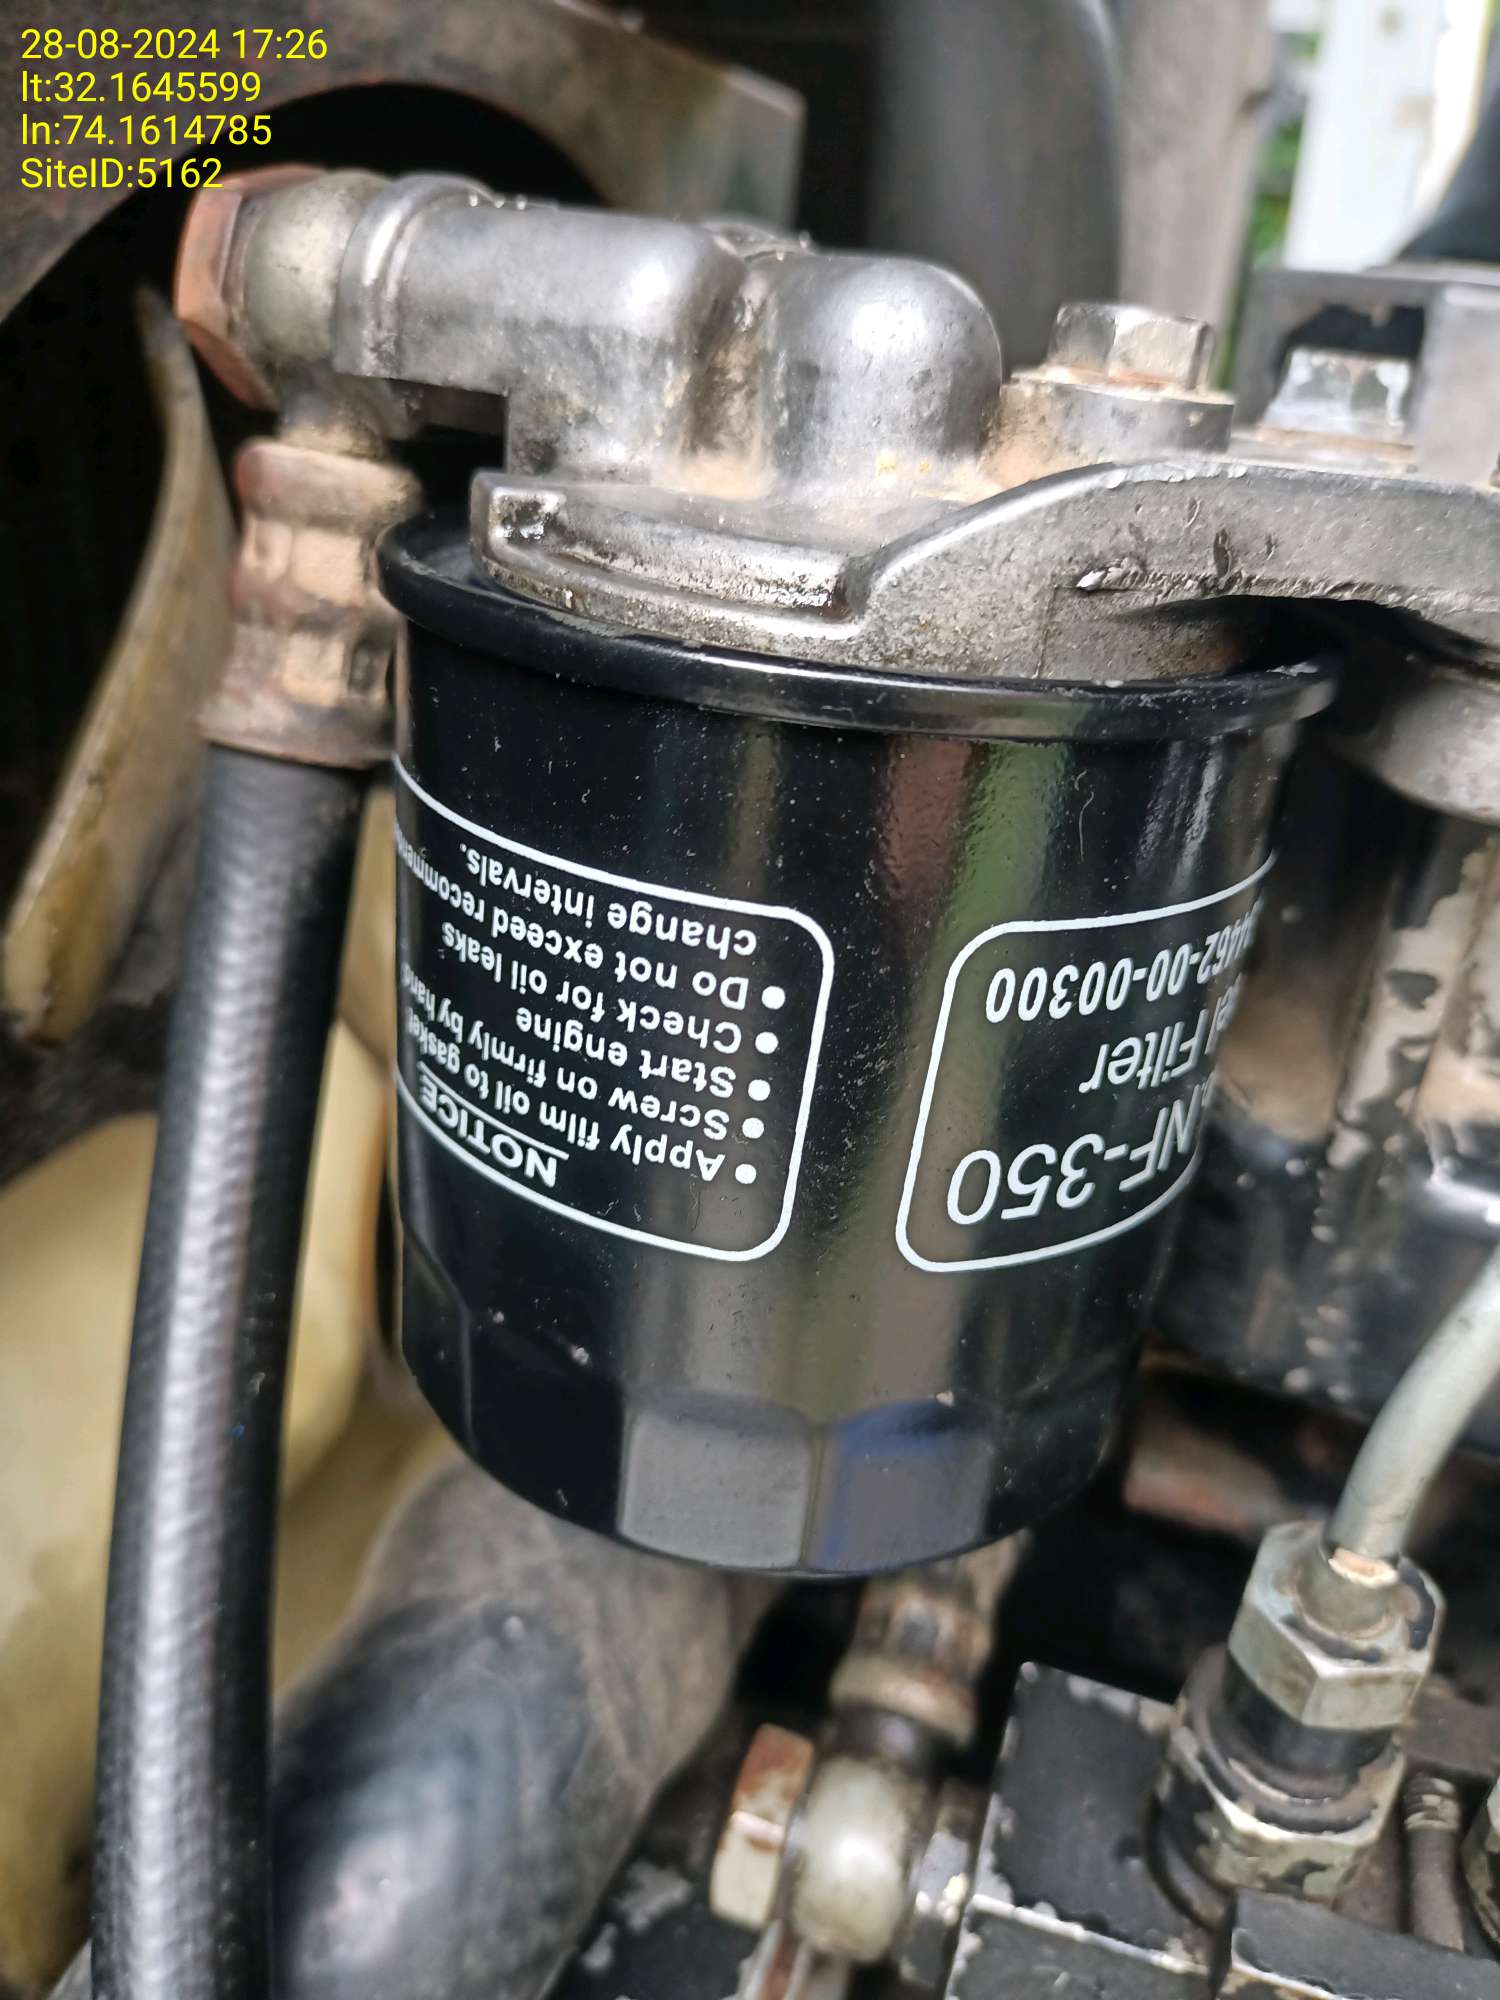 28-08-2024 17:26
lt:32.1645599
ln:74.1614785
SiteID:5162
NOTICE
• Apply film oil to gasket
• Screw on firmly by hand
• Start engine
• Check for oil leaks
• Do not exceed
change intervals.
NF-350
Filter
Filter
4462-00-00300